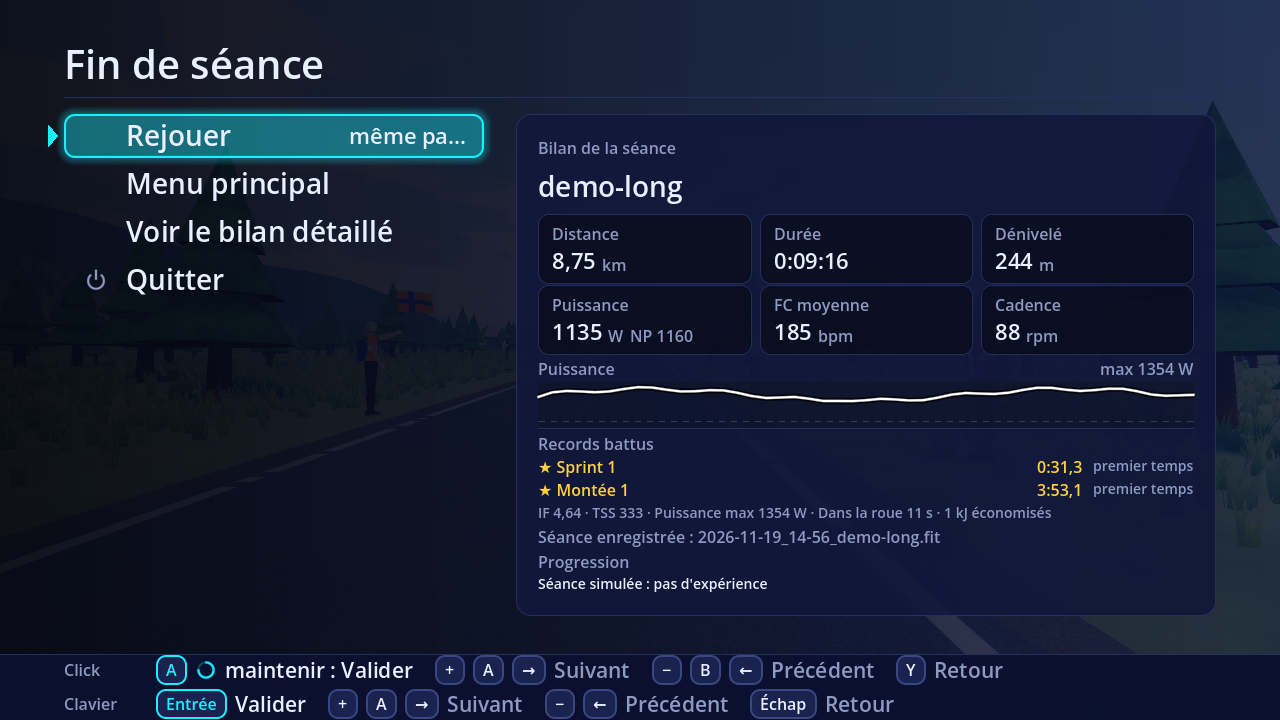 Fin de séance
Rejouer même pa...
Menu principal
Voir le bilan détaillé
Quitter
Bilan de la séance
demo-long
Distance Durée Dénivelé
8,75 km 0:09:16 244 m
Puissance FC moyenne Cadence
1135 W NP 1160 185 bpm 88 rpm
Puissance max 1354 W
Records battus
★ Sprint 1 0:31,3 premier temps
★ Montée 1 3:53,1 premier temps
IF 4,64 · TSS 333 · Puissance max 1354 W · Dans la roue 11 s · 1 kJ économisés
Séance enregistrée : 2026-11-19_14-56_demo-long.fit
Progression
Séance simulée : pas d'expérience
Click A maintenir : Valider + A → Suivant − B ← Précédent Y Retour
Clavier Entrée Valider + A → Suivant − ← Précédent Échap Retour